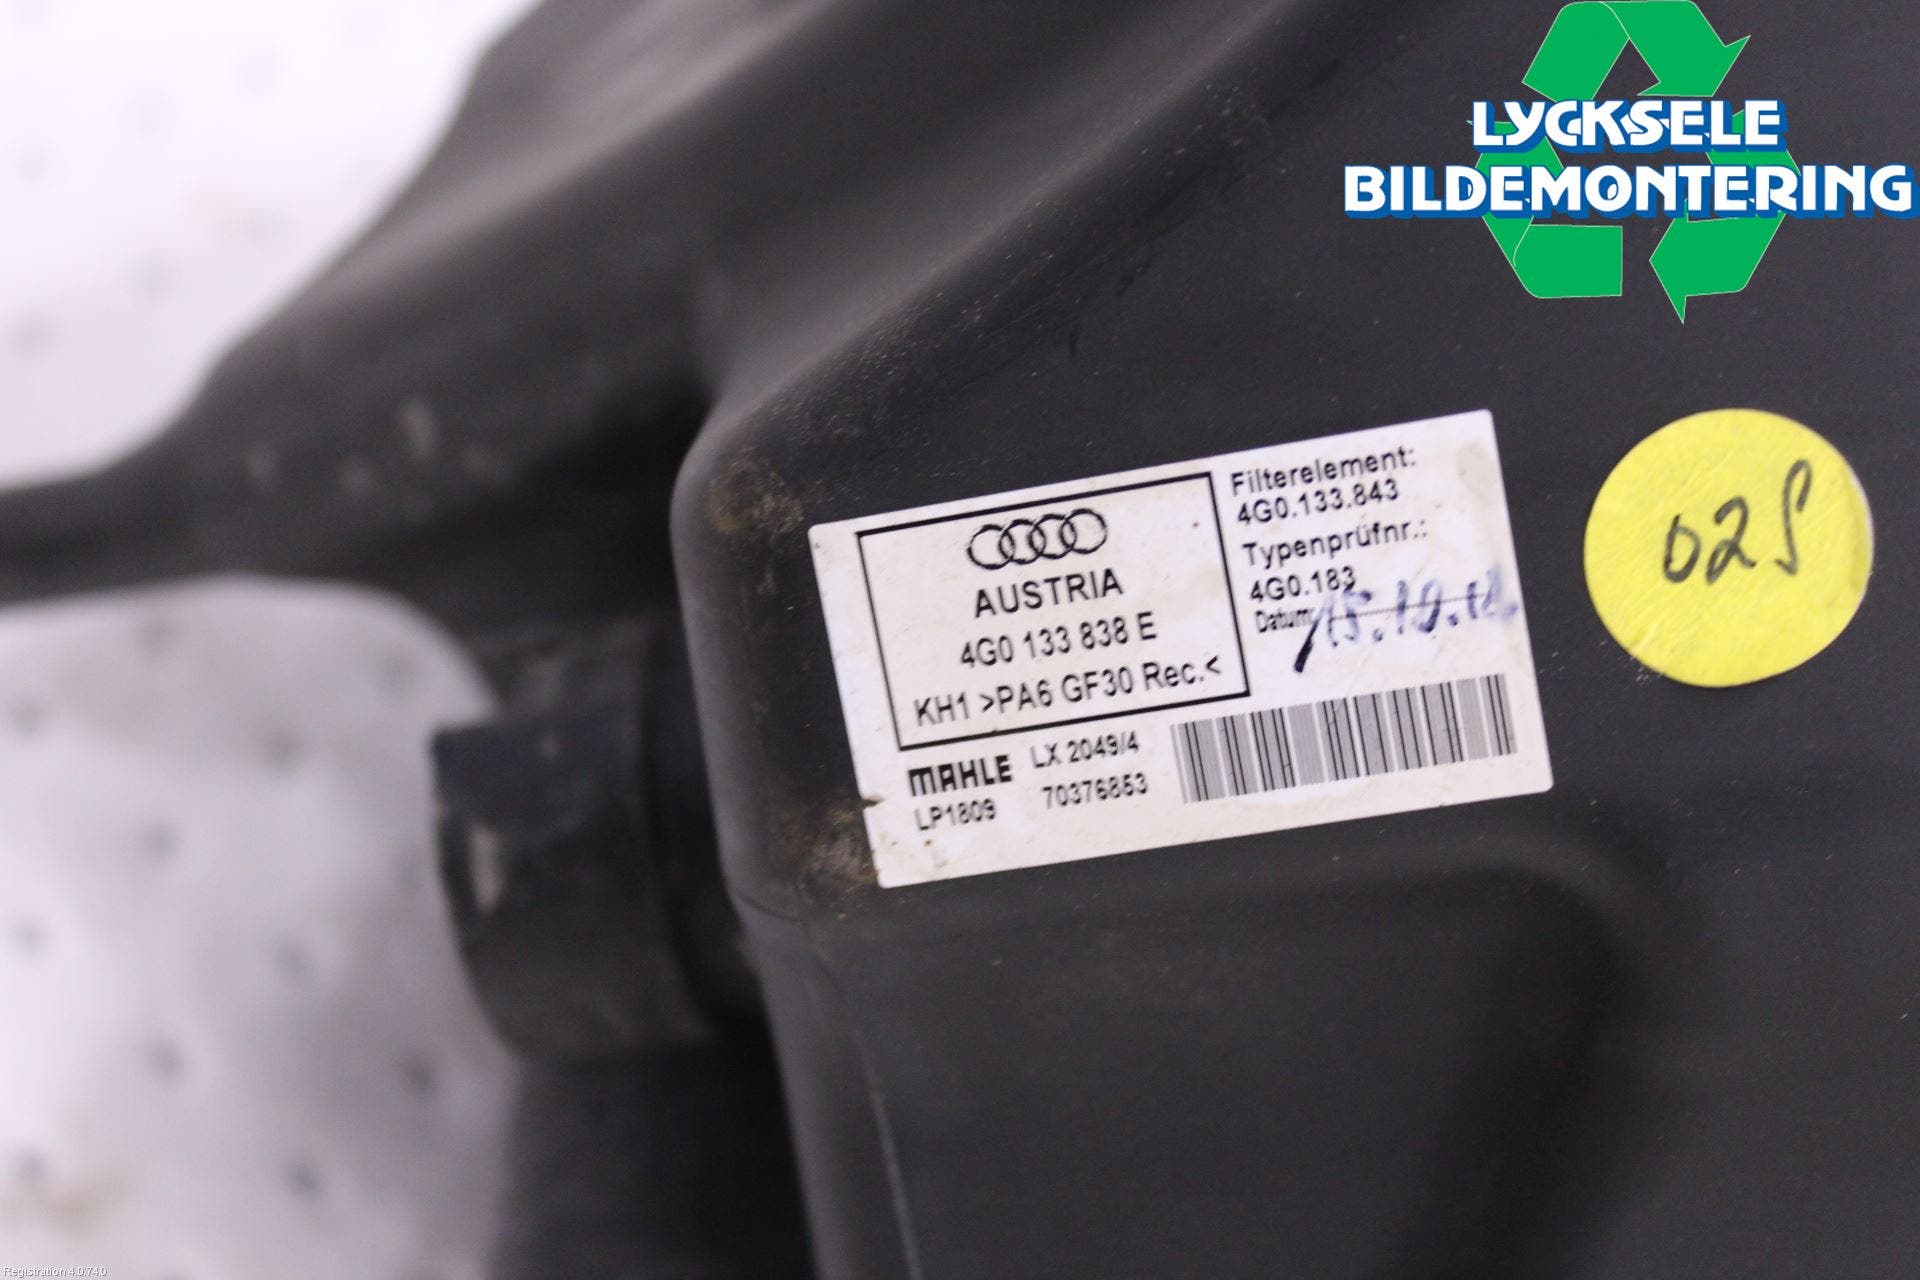 LYCKSELE
BILDEMONTERING
Filterelement:
4G0.133.843
Typenprüfnr.:
4G0.183
Datum:
AUSTRIA
4G0 133 838 E
KH1 >PA6 GF30 Rec.<
MAHLE LX 2049/4
LP1809 70376853
Registration 4.0.74.0